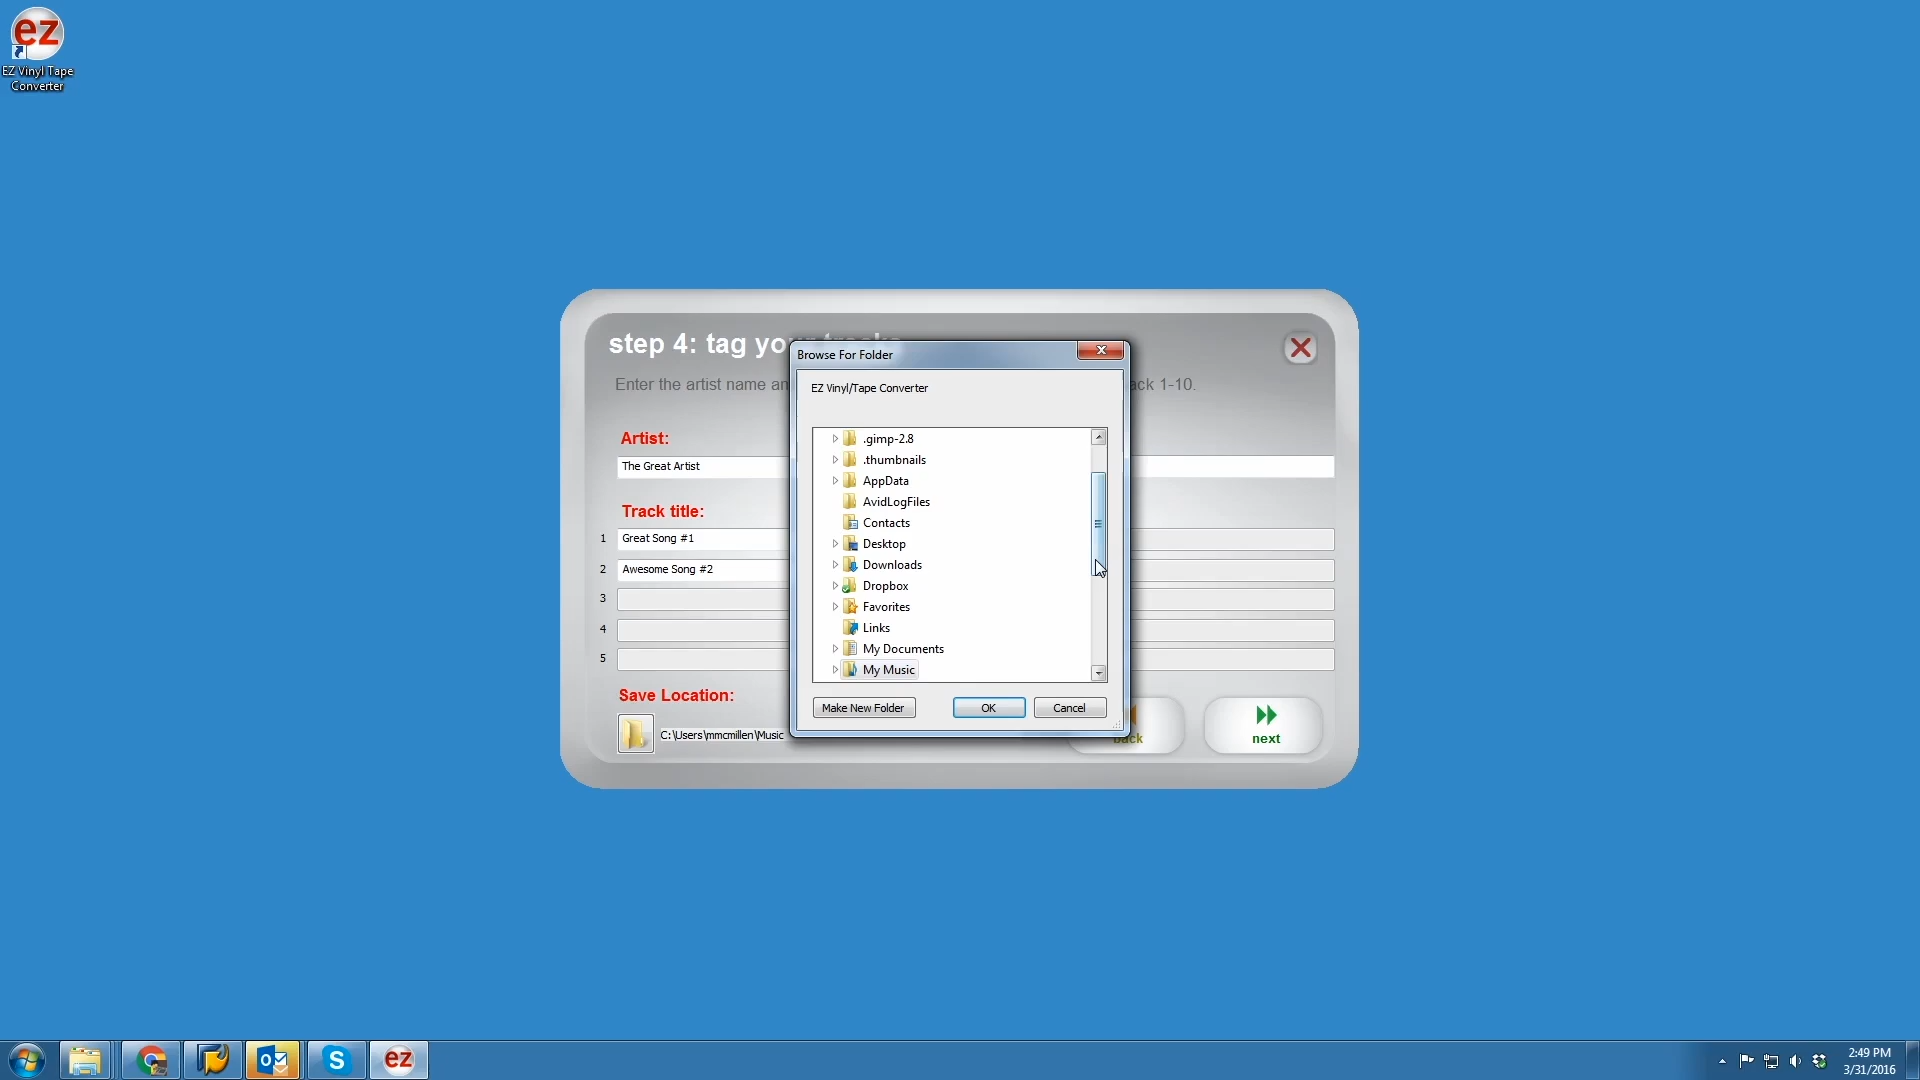 ez
EZ Vinyl Tape
Converter
step 4: tag yo
Enter the artist name an
ack 1-10.
Browse For Folder
EZ Vinyl/Tape Converter
.gimp-2.8
.thumbnails
AppData
AvidLogFiles
Contacts
Desktop
Downloads
Dropbox
Favorites
Links
My Documents
My Music
Make New Folder
OK
Cancel
Artist:
The Great Artist
Track title:
1 Great Song #1
2 Awesome Song #2
3
4
5
Save Location:
C:\Users\mmcmillen\Music
back
next
ez
2:49 PM
3/31/2016